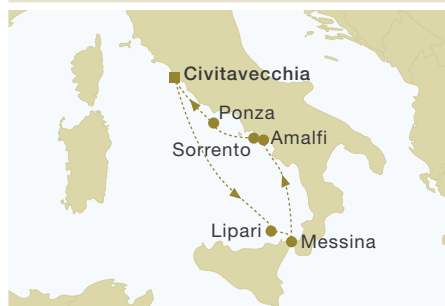 Civitavecchia
Ponza
Sorrento
Amalfi
Lipari
Messina